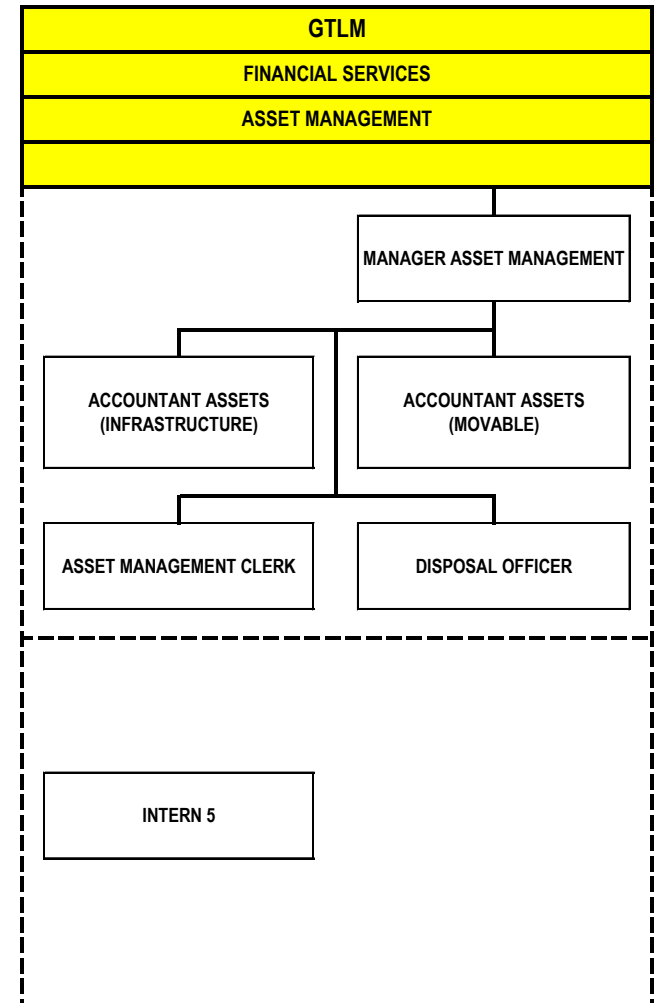 GTLM
FINANCIAL SERVICES
ASSET MANAGEMENT
MANAGER ASSET MANAGEMENT
ACCOUNTANT ASSETS
(INFRASTRUCTURE)
ACCOUNTANT ASSETS
(MOVABLE)
ASSET MANAGEMENT CLERK
DISPOSAL OFFICER
INTERN 5